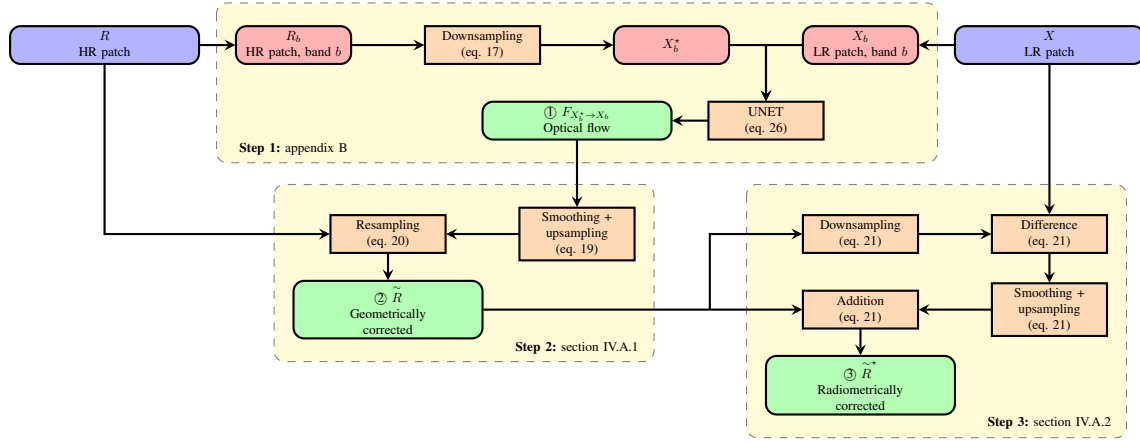 R
HR patch
R_b
HR patch, band b
Downsampling
(eq. 17)
X_b^⋆
X_b
LR patch, band b
X
LR patch
① F_{X_b^⋆→X_b}
Optical flow
UNET
(eq. 26)
Step 1: appendix B
Resampling
(eq. 20)
Smoothing +
upsampling
(eq. 19)
② R̃
Geometrically
corrected
Step 2: section IV.A.1
Downsampling
(eq. 21)
Difference
(eq. 21)
Addition
(eq. 21)
Smoothing +
upsampling
(eq. 21)
③ R̃^⋆
Radiometrically
corrected
Step 3: section IV.A.2